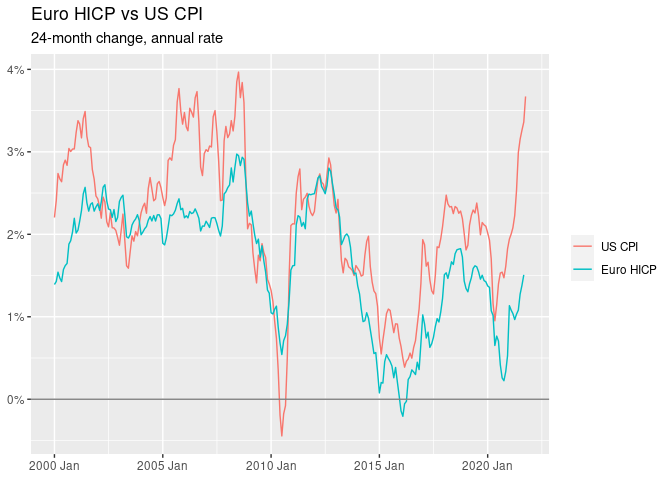 Euro HICP vs US CPI
24-month change, annual rate
4%
3%
2%
1%
0%
2000 Jan 2005 Jan 2010 Jan 2015 Jan 2020 Jan
US CPI
Euro HICP